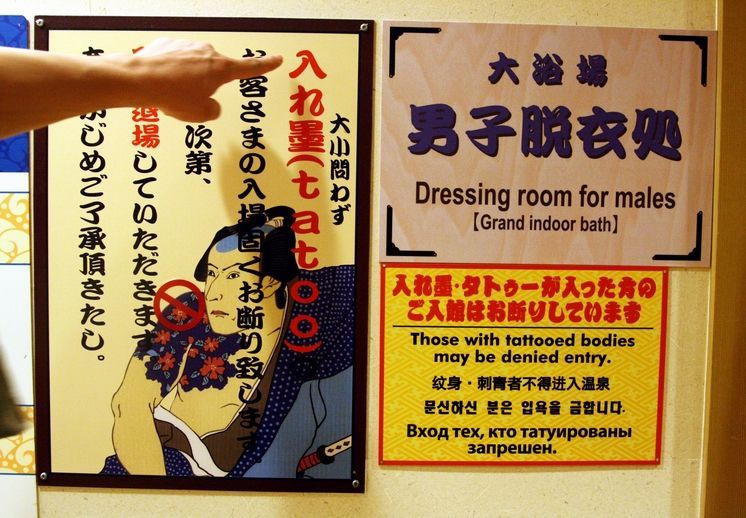 大小問わず
入れ墨(tatoo)
お客さまの入場固くお断り致します
次第、
退場していただきます
じめご了承頂きたし。
大浴場
男子脱衣処
Dressing room for males
【Grand indoor bath】
入れ墨・タトゥーが入った方の
ご入館はお断りしています
Those with tattooed bodies
may be denied entry.
纹身・刺青者不得进入温泉
문신하신 분은 입욕을 금합니다.
Вход тех, кто татуированы
запрешен.